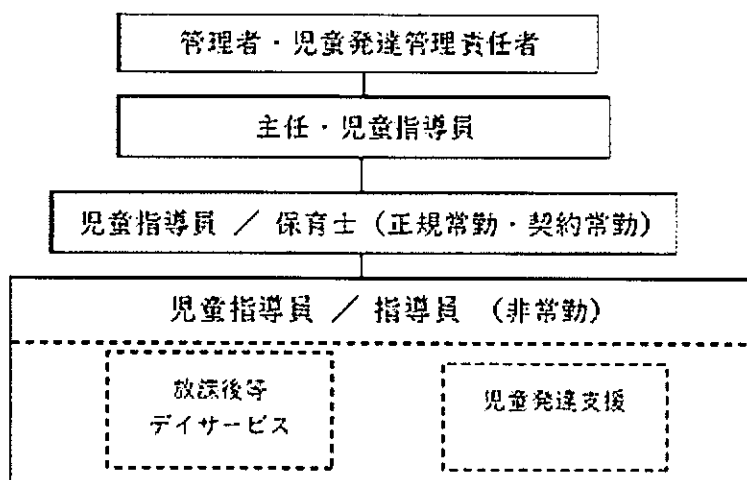 管理者・児童発達管理責任者
主任・児童指導員
児童指導員 ／ 保育士（正規常勤・契約常勤）
児童指導員 ／ 指導員 （非常勤）
放課後等
デイサービス
児童発達支援